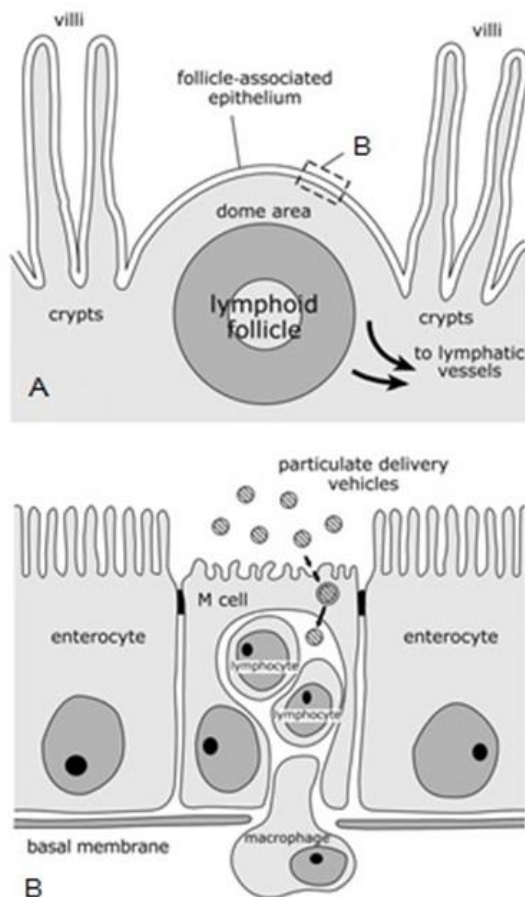 villi
villi
follicle-associated
epithelium
B
dome area
lymphoid
follicle
crypts
crypts
to lymphatic
vessels
A
particulate delivery
vehicles
M cell
enterocyte
enterocyte
lymphocyte
lymphocyte
basal membrane
macrophage
B